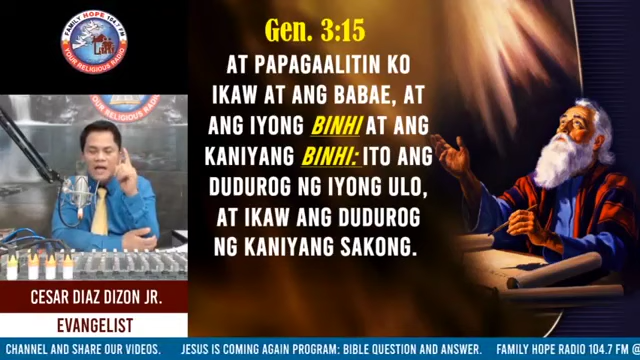 FAMILY HOPE 104.7 FM
YOUR RELIGIOUS RADIO
Gen. 3:15
AT PAPAGAALITIN KO
IKAW AT ANG BABAE, AT
ANG IYONG BINHI AT ANG
KANIYANG BINHI: ITO ANG
DUDUROG NG IYONG ULO,
AT IKAW ANG DUDUROG
NG KANIYANG SAKONG.
CESAR DIAZ DIZON JR.
EVANGELIST
CHANNEL AND SHARE OUR VIDEOS. JESUS IS COMING AGAIN PROGRAM: BIBLE QUESTION AND ANSWER. FAMILY HOPE RADIO 104.7 FM @